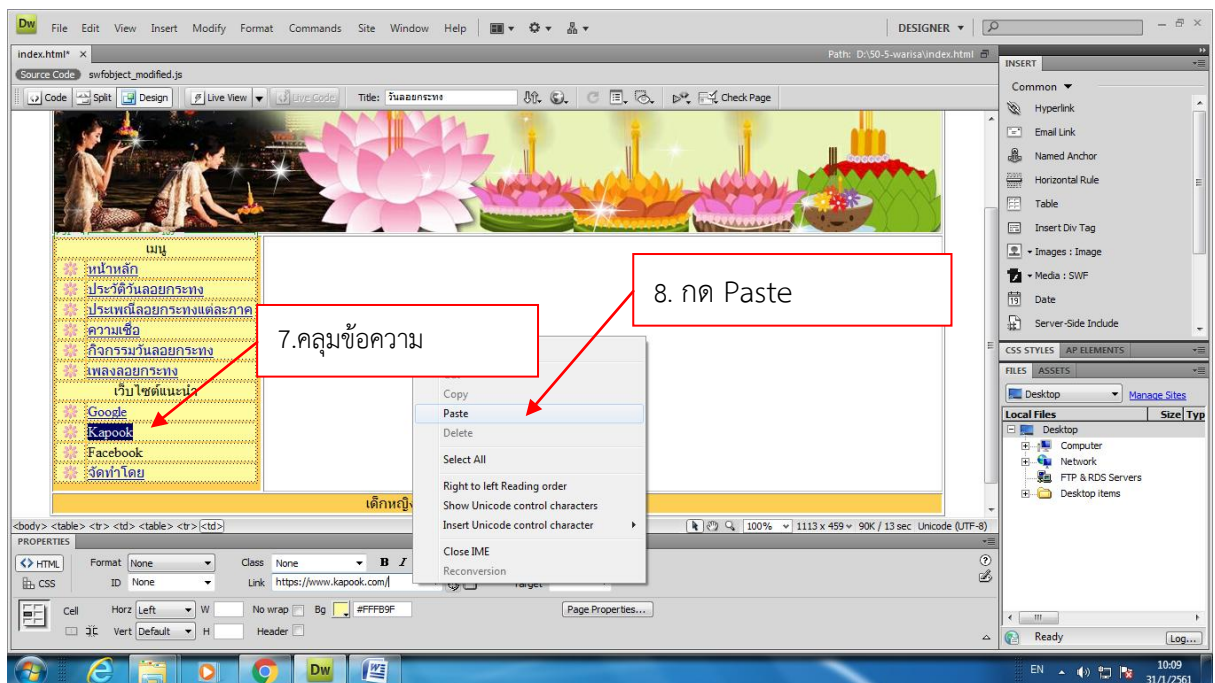 Dw File Edit View Insert Modify Format Commands Site Window Help DESIGNER
index.html* × Path: D:\50-5-warisa\index.html
Source Code swfobject_modified.js
Code Split Design Live View Live Code Title: วันลอยกระทง Check Page
เมนู
หน้าหลัก
ประวัติวันลอยกระทง
ประเพณีลอยกระทงแต่ละภาค
ความเชื่อ
กิจกรรมวันลอยกระทง
เพลงลอยกระทง
เว็บไซต์แนะนำ
Google
Kapook
Facebook
จัดทำโดย
เด็กหญิง
7.คลุมข้อความ
8. กด Paste
Copy
Paste
Delete
Select All
Right to left Reading order
Show Unicode control characters
Insert Unicode control character
Close IME
Reconversion
<body> <table> <tr> <td> <table> <tr> <td> 100% 1113 x 459 90K / 13 sec Unicode (UTF-8)
PROPERTIES
<> HTML Format None Class None B I
CSS ID None Link https://www.kapook.com/ Target
Cell Horz Left W No wrap Bg #FFFB9F Page Properties...
Vert Default H Header
INSERT
Common
Hyperlink
Email Link
Named Anchor
Horizontal Rule
Table
Insert Div Tag
Images : Image
Media : SWF
Date
Server-Side Include
CSS STYLES AP ELEMENTS
FILES ASSETS
Desktop Manage Sites
Local Files Size Typ
Desktop
Computer
Network
FTP & RDS Servers
Desktop items
Ready Log...
Dw EN 10:09
31/1/2561